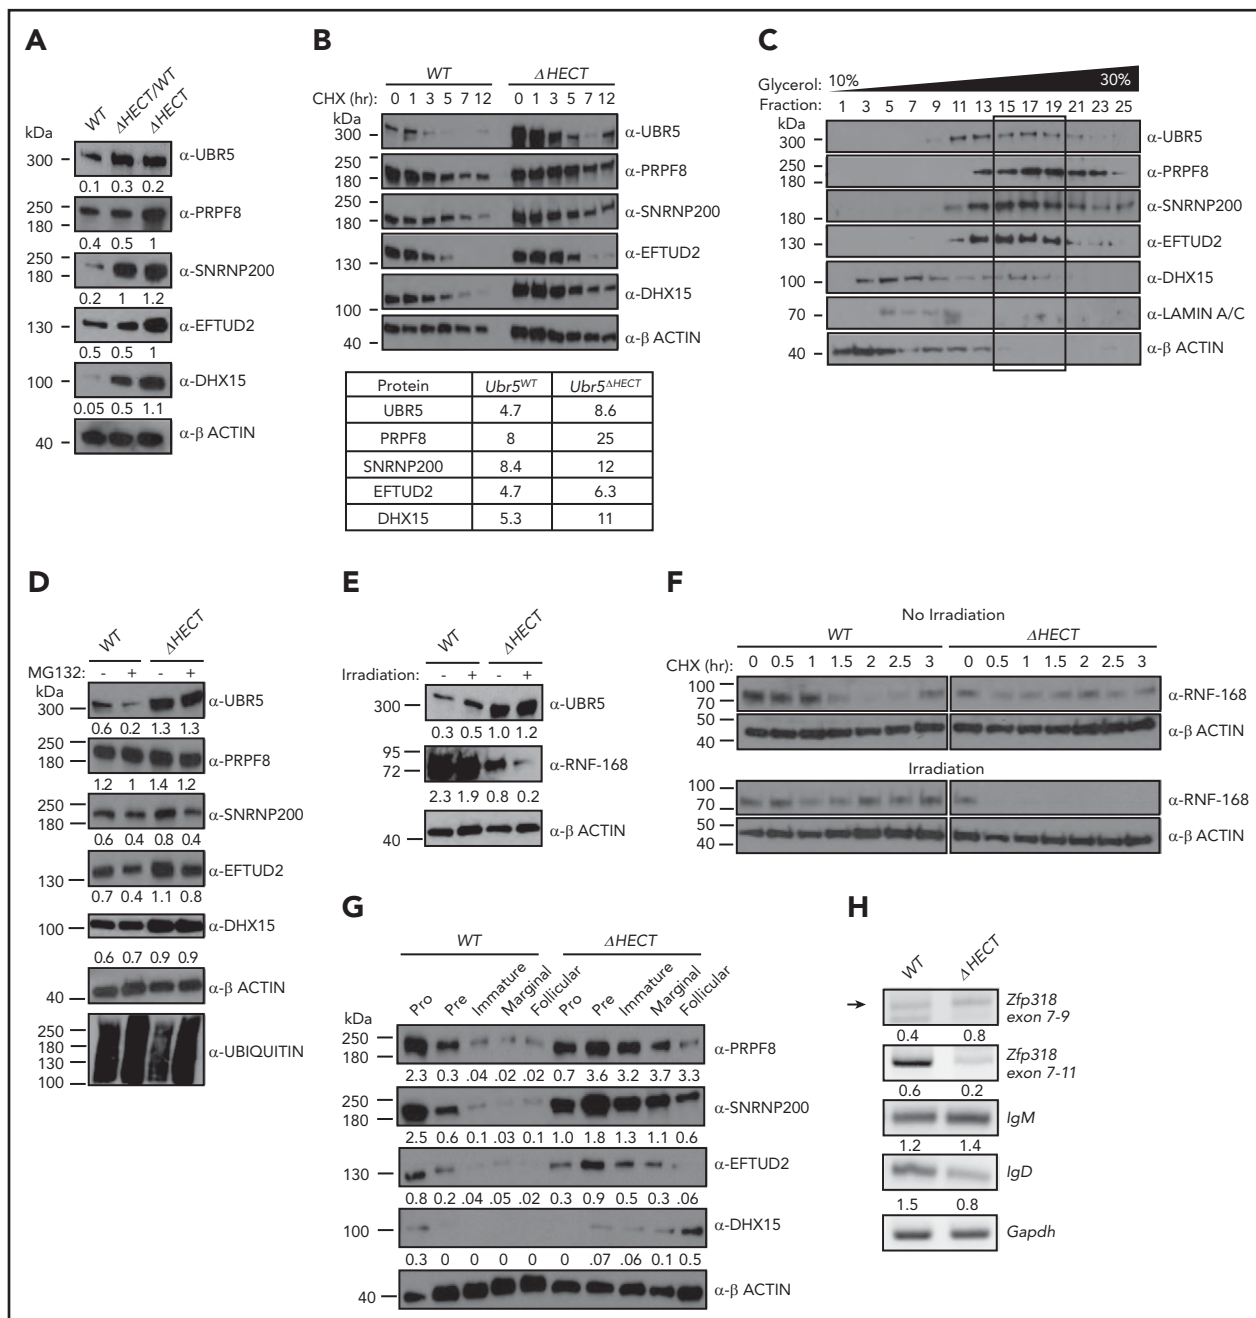 A
WT
ΔHECT/WT
ΔHECT
kDa
300
α-UBR5
0.1 0.3 0.2
250
180
α-PRPF8
0.4 0.5 1
250
180
α-SNRNP200
0.2 1 1.2
130
α-EFTUD2
0.5 0.5 1
100
α-DHX15
0.05 0.5 1.1
40
α-β ACTIN
B
WT ΔHECT
CHX (hr): 0 1 3 5 7 12 0 1 3 5 7 12
kDa
300
α-UBR5
250
180
α-PRPF8
180
α-SNRNP200
130
α-EFTUD2
100
α-DHX15
40
α-β ACTIN
Protein Ubr5WT Ubr5ΔHECT
UBR5 4.7 8.6
PRPF8 8 25
SNRNP200 8.4 12
EFTUD2 4.7 6.3
DHX15 5.3 11
C
Glycerol: 10% 30%
Fraction: 1 3 5 7 9 11 13 15 17 19 21 23 25
kDa
300
α-UBR5
250
180
α-PRPF8
180
α-SNRNP200
130
α-EFTUD2
100
α-DHX15
70
α-LAMIN A/C
40
α-β ACTIN
D
WT ΔHECT
MG132: - + - +
kDa
300
α-UBR5
0.6 0.2 1.3 1.3
250
180
α-PRPF8
1.2 1 1.4 1.2
250
180
α-SNRNP200
0.6 0.4 0.8 0.4
130
α-EFTUD2
0.7 0.4 1.1 0.8
100
α-DHX15
0.6 0.7 0.9 0.9
40
α-β ACTIN
250
180
130
100
α-UBIQUITIN
E
WT ΔHECT
Irradiation: - + - +
300
α-UBR5
0.3 0.5 1.0 1.2
95
72
α-RNF-168
2.3 1.9 0.8 0.2
40
α-β ACTIN
F
No Irradiation
WT ΔHECT
CHX (hr): 0 0.5 1 1.5 2 2.5 3 0 0.5 1 1.5 2 2.5 3
100
70
α-RNF-168
50
40
α-β ACTIN
Irradiation
100
70
α-RNF-168
50
40
α-β ACTIN
G
WT ΔHECT
Pro Pre Immature Marginal Follicular Pro Pre Immature Marginal Follicular
kDa
250
180
α-PRPF8
2.3 0.3 .04 .02 .02 0.7 3.6 3.2 3.7 3.3
250
180
α-SNRNP200
2.5 0.6 0.1 .03 0.1 1.0 1.8 1.3 1.1 0.6
130
α-EFTUD2
0.8 0.2 .04 .05 .02 0.3 0.9 0.5 0.3 .06
100
α-DHX15
0.3 0 0 0 0 0 .07 .06 0.1 0.5
40
α-β ACTIN
H
WT ΔHECT
Zfp318
exon 7-9
0.4 0.8
Zfp318
exon 7-11
0.6 0.2
IgM
1.2 1.4
IgD
1.5 0.8
Gapdh